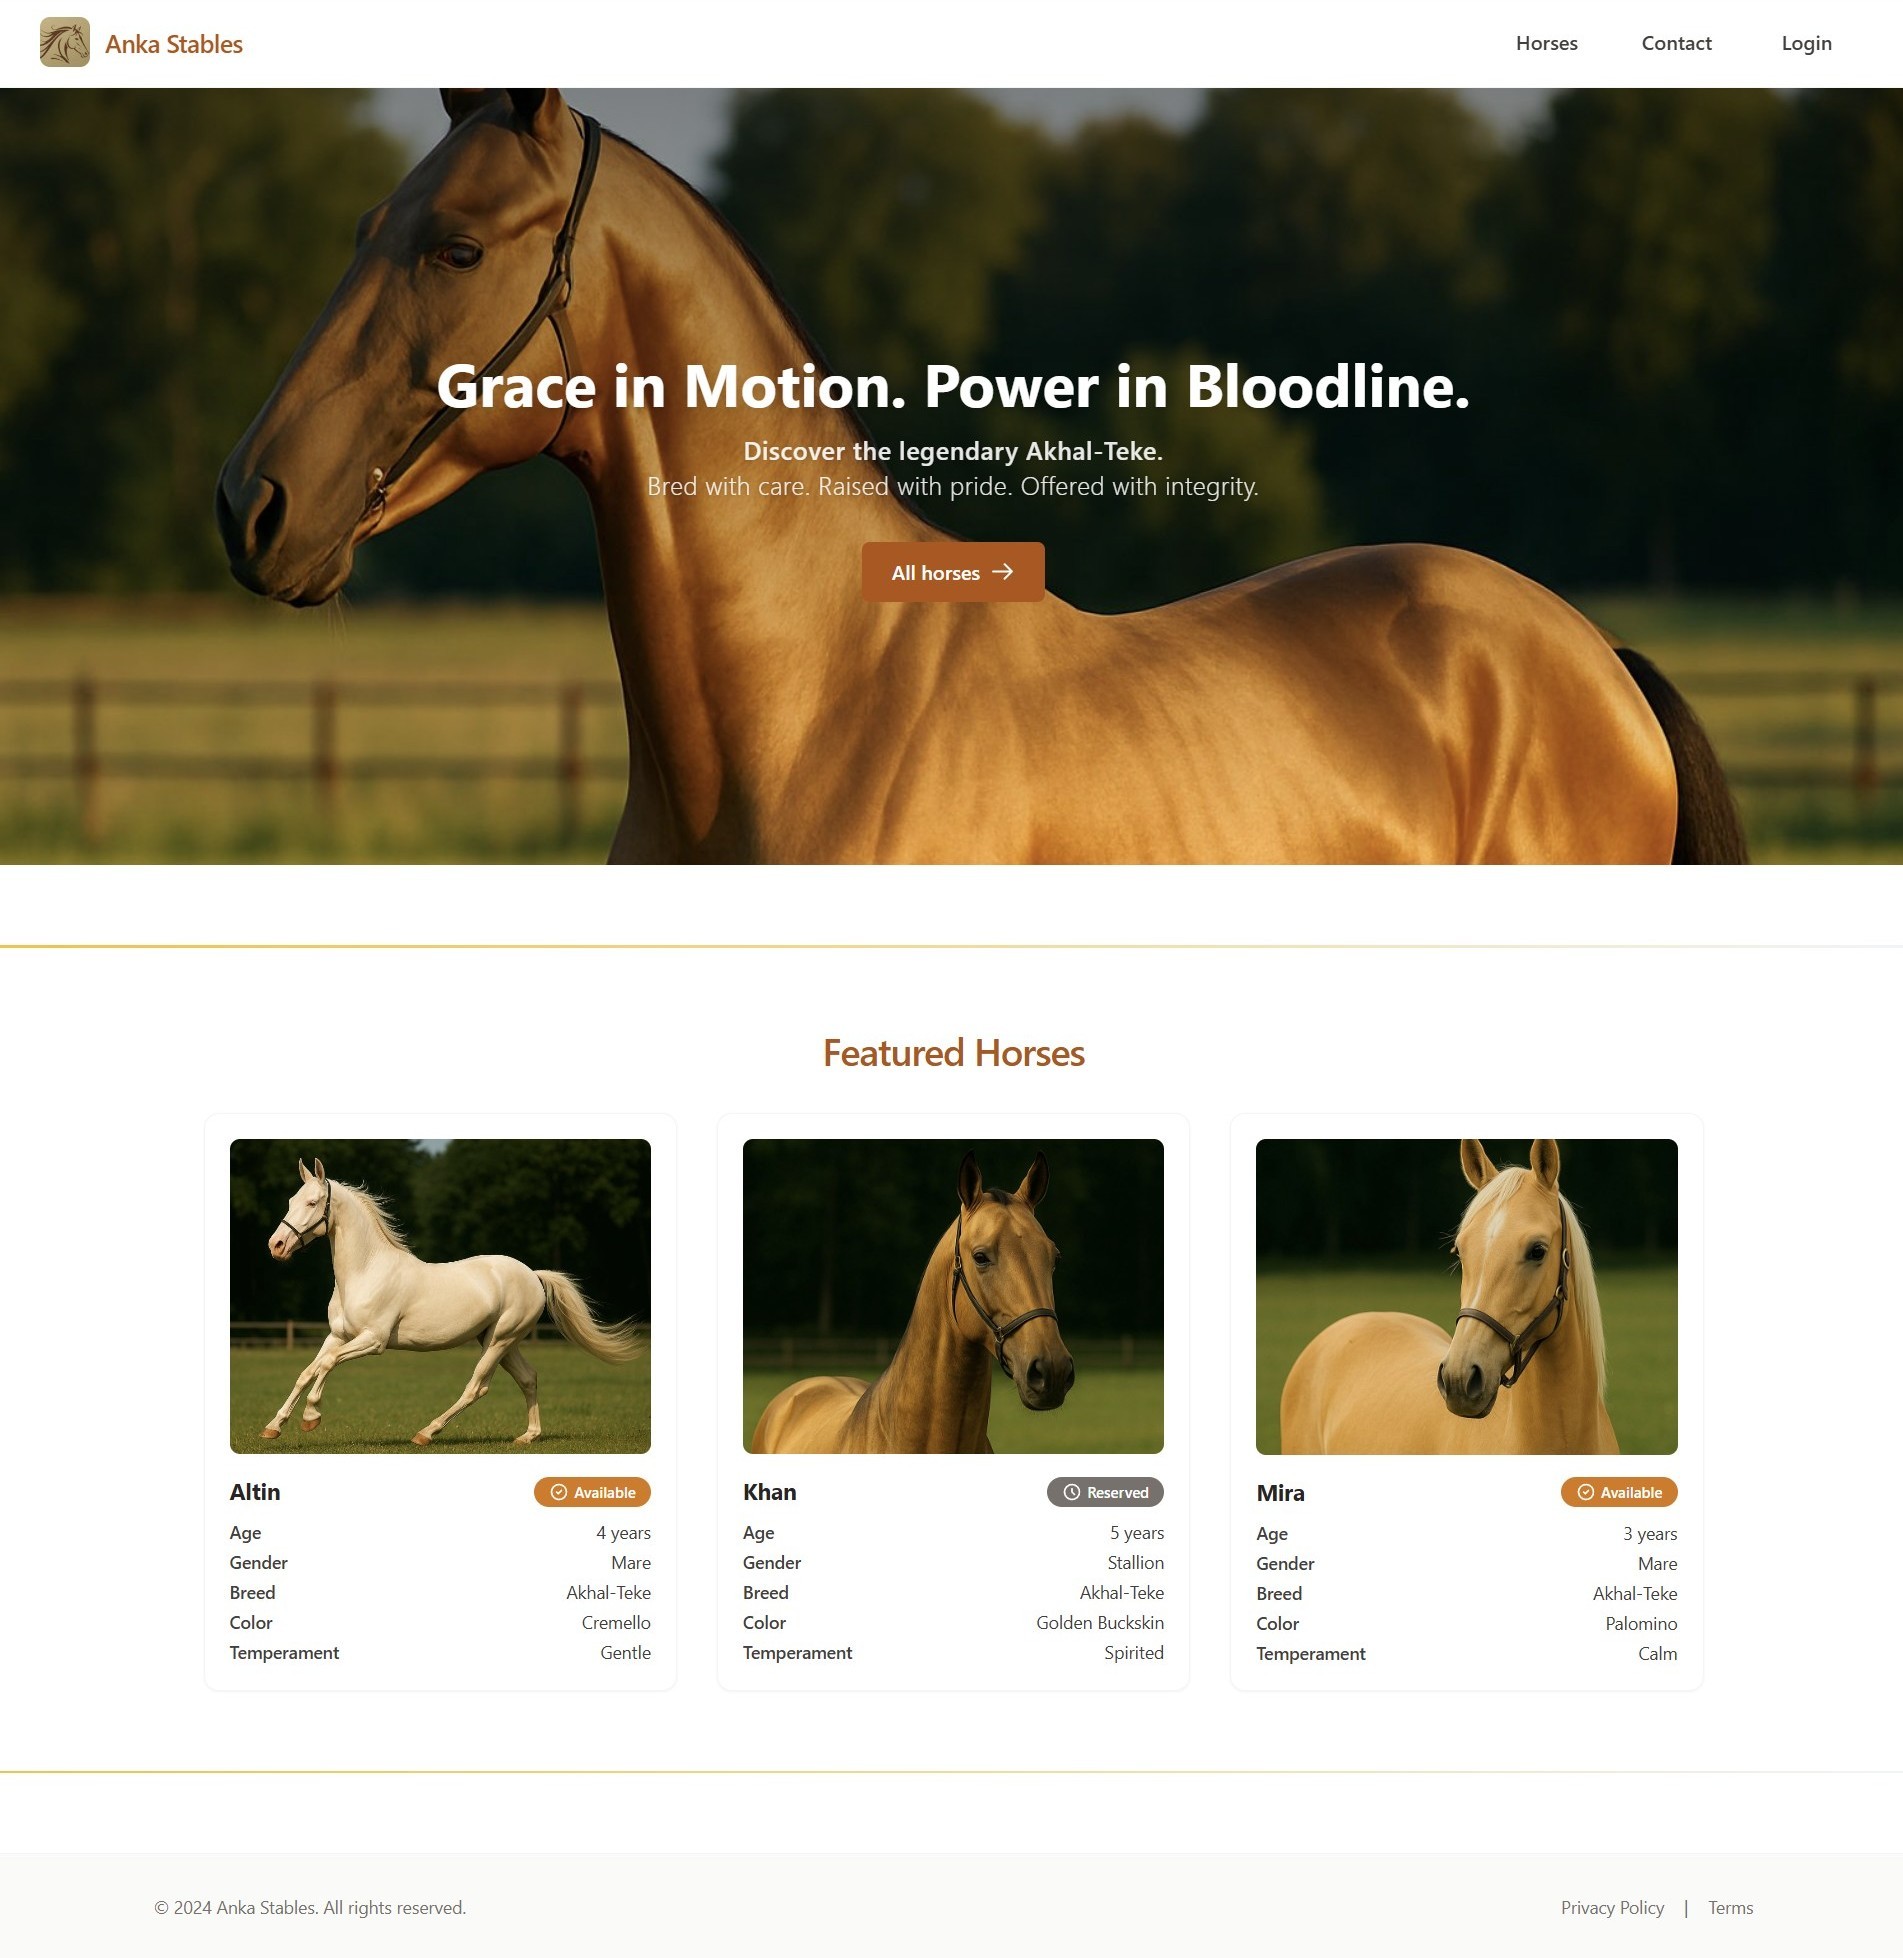 Anka Stables
Horses Contact Login
Grace in Motion. Power in Bloodline.
Discover the legendary Akhal-Teke.
Bred with care. Raised with pride. Offered with integrity.
All horses
Featured Horses
Altin Available
Age 4 years
Gender Mare
Breed Akhal-Teke
Color Cremello
Temperament Gentle
Khan Reserved
Age 5 years
Gender Stallion
Breed Akhal-Teke
Color Golden Buckskin
Temperament Spirited
Mira Available
Age 3 years
Gender Mare
Breed Akhal-Teke
Color Palomino
Temperament Calm
© 2024 Anka Stables. All rights reserved.
Privacy Policy | Terms